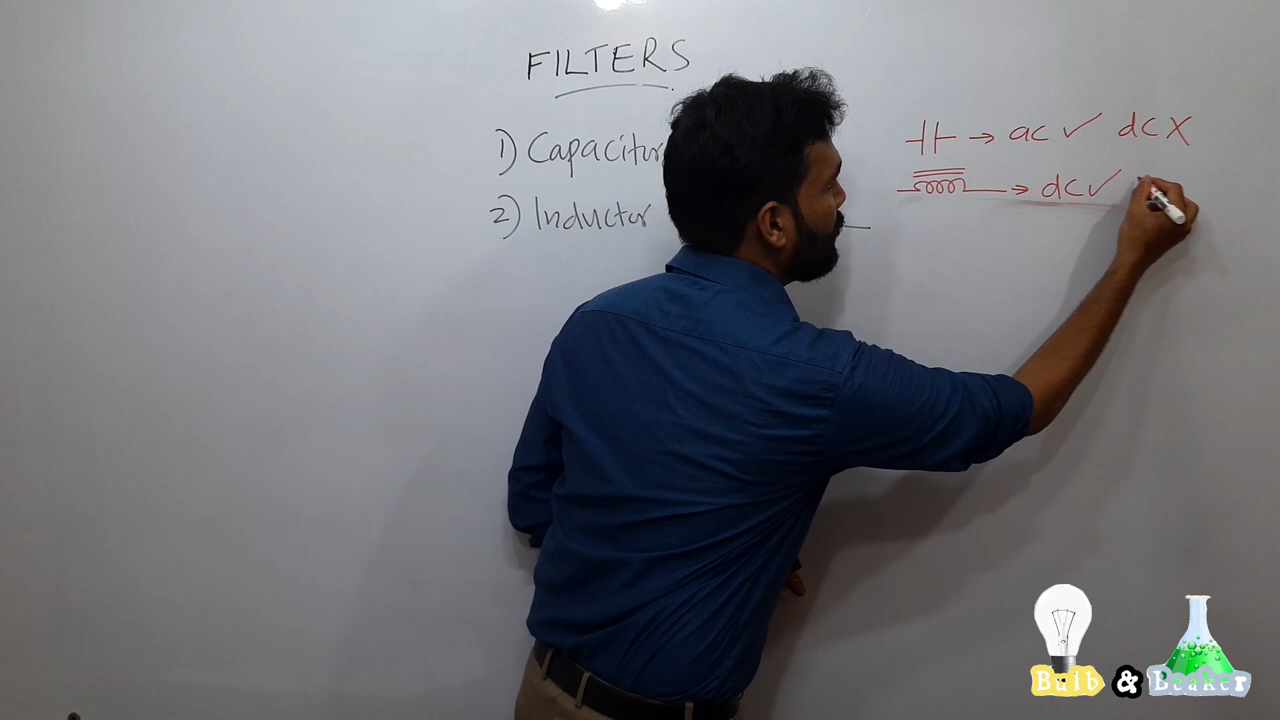 FILTERS
1) Capacitor
2) Inductor
→ ac ✓ dc X
→ dc ✓
Bulb & Beaker